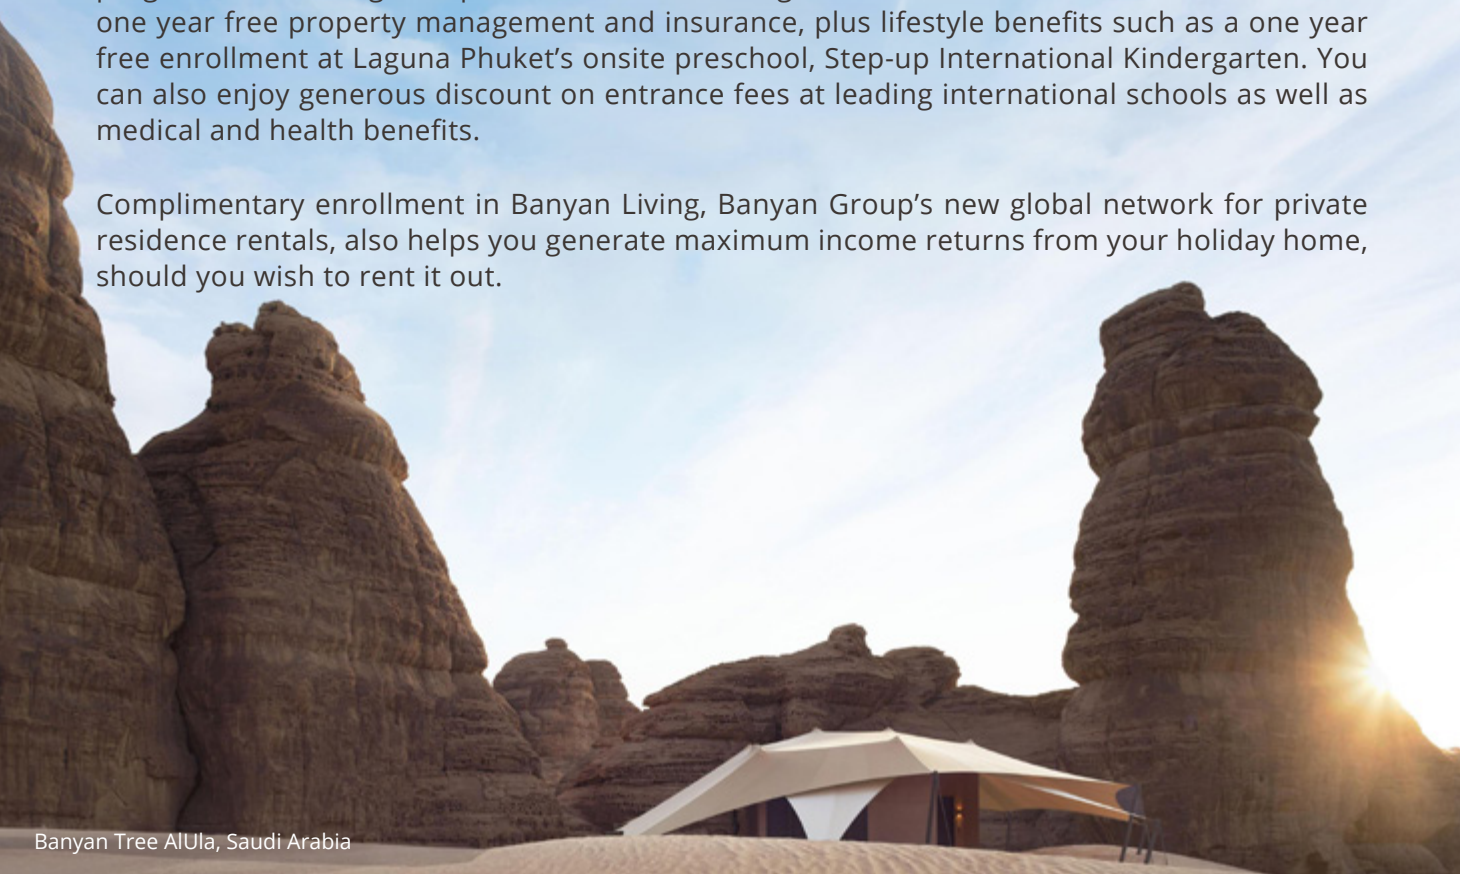 one year free property management and insurance, plus lifestyle benefits such as a one year
free enrollment at Laguna Phuket’s onsite preschool, Step-up International Kindergarten. You
can also enjoy generous discount on entrance fees at leading international schools as well as
medical and health benefits.
Complimentary enrollment in Banyan Living, Banyan Group’s new global network for private
residence rentals, also helps you generate maximum income returns from your holiday home,
should you wish to rent it out.
Banyan Tree AlUla, Saudi Arabia